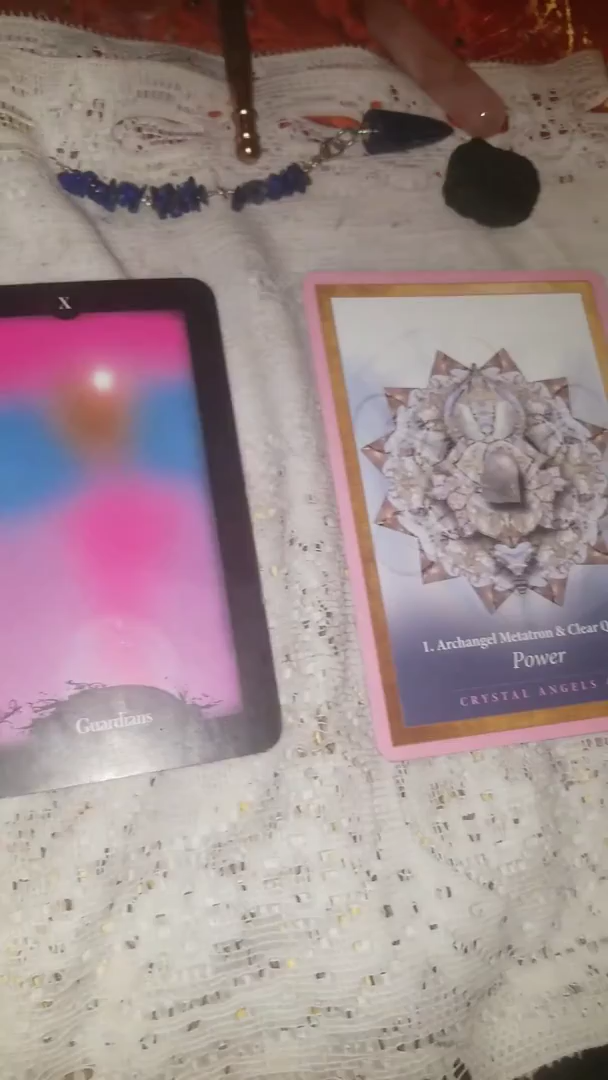 X
Guardians
1. Archangel Metatron & Clear Q
Power
CRYSTAL ANGELS